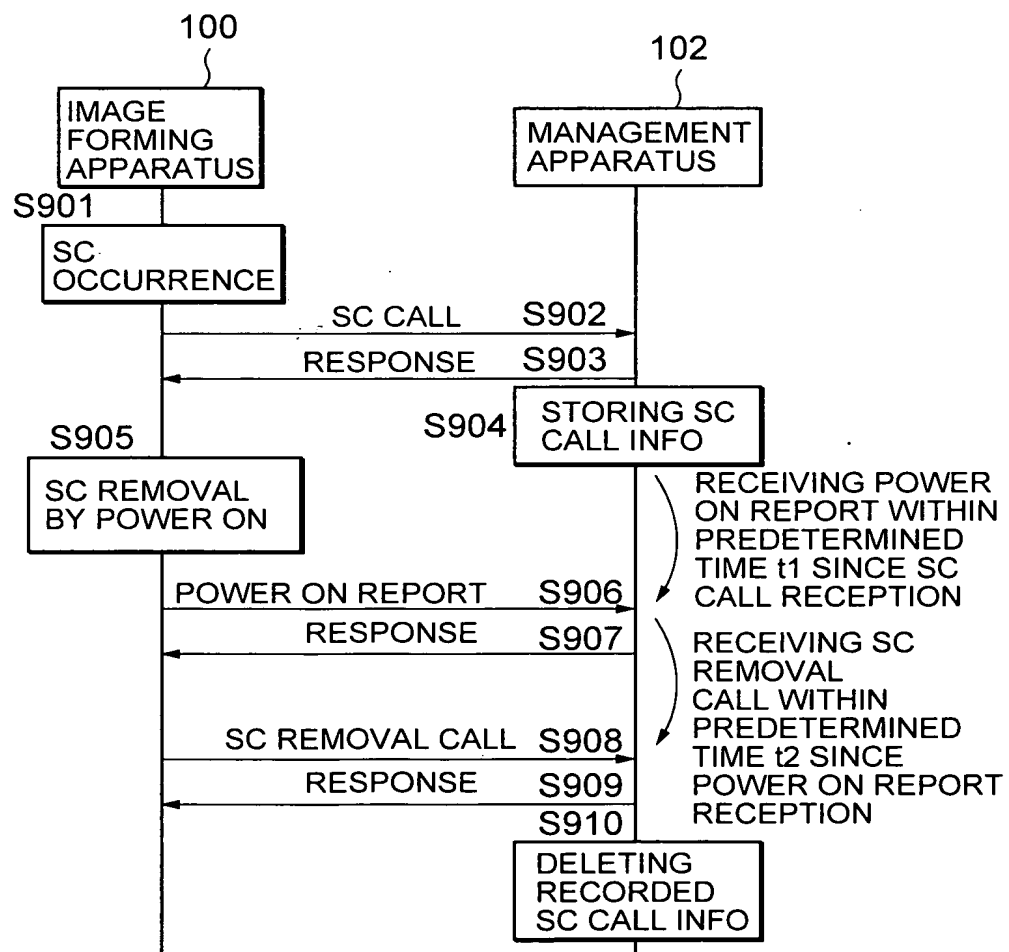 100
102
IMAGE
FORMING
APPARATUS
MANAGEMENT
APPARATUS
S901
SC
OCCURRENCE
SC CALL S902
RESPONSE S903
S904
STORING SC
CALL INFO
S905
SC REMOVAL
BY POWER ON
RECEIVING POWER
ON REPORT WITHIN
PREDETERMINED
TIME t1 SINCE SC
CALL RECEPTION
POWER ON REPORT S906
RESPONSE S907
RECEIVING SC
REMOVAL
CALL WITHIN
PREDETERMINED
TIME t2 SINCE
POWER ON REPORT
RECEPTION
SC REMOVAL CALL S908
RESPONSE S909
S910
DELETING
RECORDED
SC CALL INFO